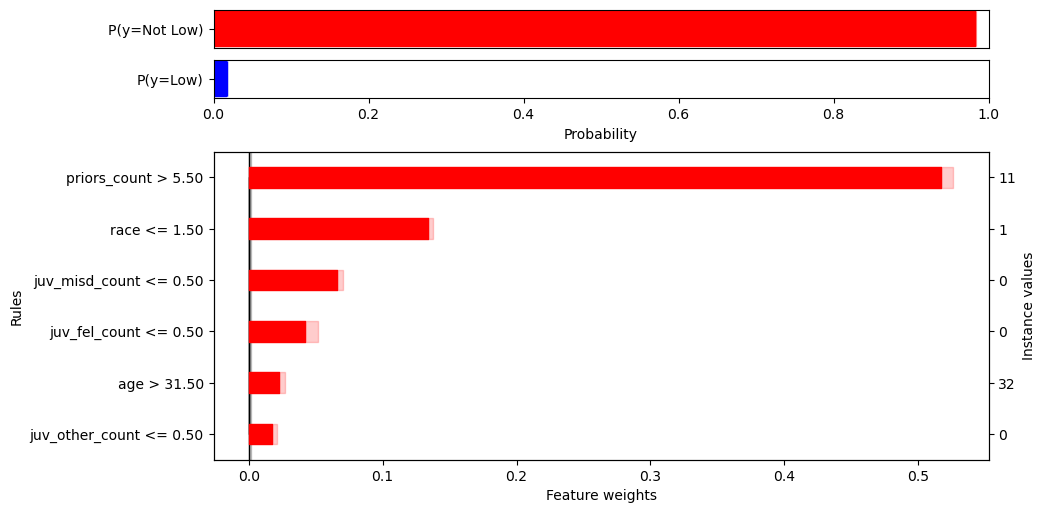 P(y=Not Low)
P(y=Low)
0.0 0.2 0.4 0.6 0.8 1.0
Probability
priors_count > 5.50 11
race <= 1.50 1
juv_misd_count <= 0.50 0
juv_fel_count <= 0.50 0
age > 31.50 32
juv_other_count <= 0.50 0
Rules
Instance values
0.0 0.1 0.2 0.3 0.4 0.5
Feature weights